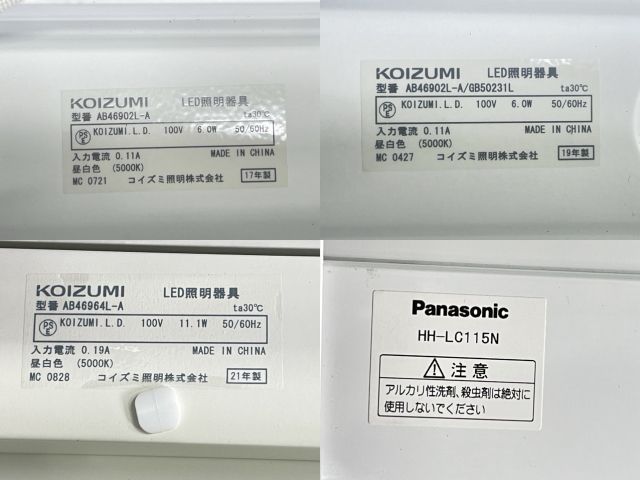 KOIZUMI LED照明器具
型番 AB46902L-A ta30℃
PSE KOIZUMI.L.D. 100V 6.0W 50/60Hz
入力電流 0.11A MADE IN CHINA
昼白色 (5000K)
MC 0721 コイズミ照明株式会社 17年製
KOIZUMI LED照明器具
型番 AB46902L-A/GB50231L ta30℃
PSE KOIZUMI.L.D. 100V 6.0W 50/60Hz
入力電流 0.11A MADE IN CHINA
昼白色 (5000K)
MC 0427 コイズミ照明株式会社 19年製
KOIZUMI LED照明器具
型番 AB46964L-A ta30℃
PSE KOIZUMI.L.D. 100V 11.1W 50/60Hz
入力電流 0.19A MADE IN CHINA
昼白色 (5000K)
MC 0828 コイズミ照明株式会社 21年製
Panasonic
HH-LC115N
注意
アルカリ性洗剤、殺虫剤は絶対に
使用しないでください